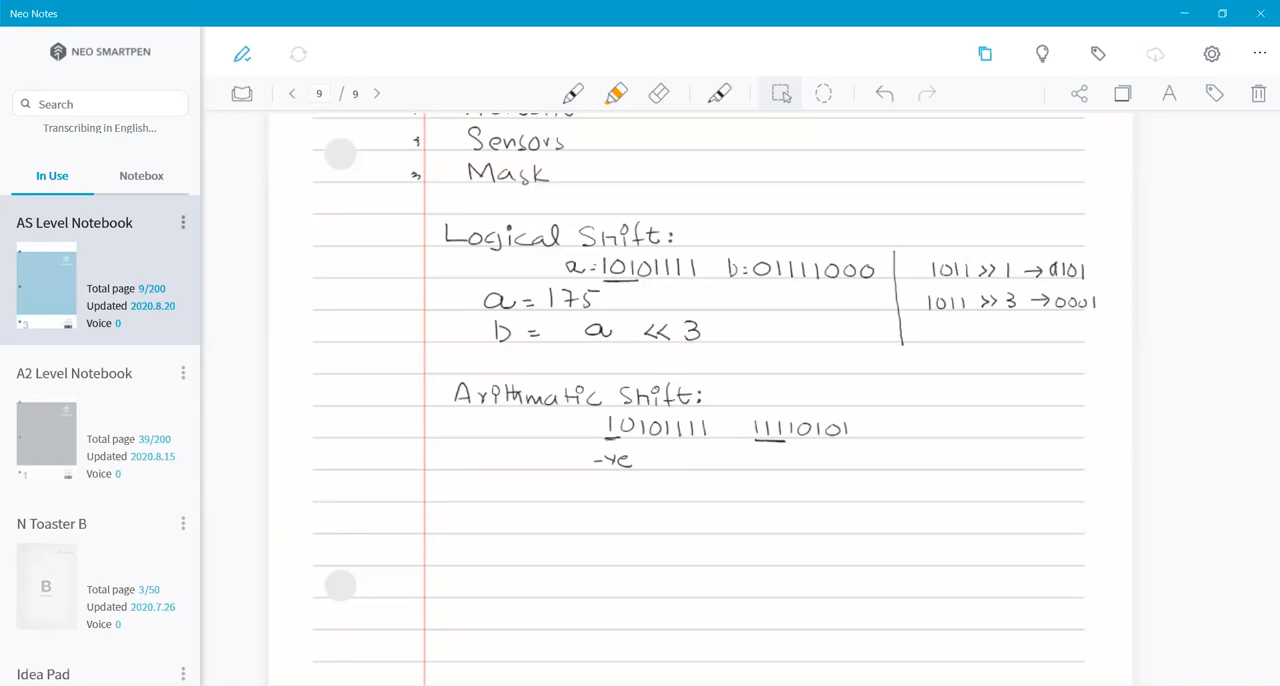 Neo Notes
NEO SMARTPEN
Search
Transcribing in English...
In Use
Notebox
AS Level Notebook
Total page 9/200
Updated 2020.8.20
Voice 0
A2 Level Notebook
Total page 39/200
Updated 2020.8.15
Voice 0
N Toaster B
Total page 3/50
Updated 2020.7.26
Voice 0
Idea Pad
9 / 9
Sensors
Mask
Logical Shift:
a=10101111 b=01111000
1011 >> 1 → 0101
a = 175
1011 >> 3 → 0001
b = a << 3
Arithmatic Shift:
10101111 11110101
-ve